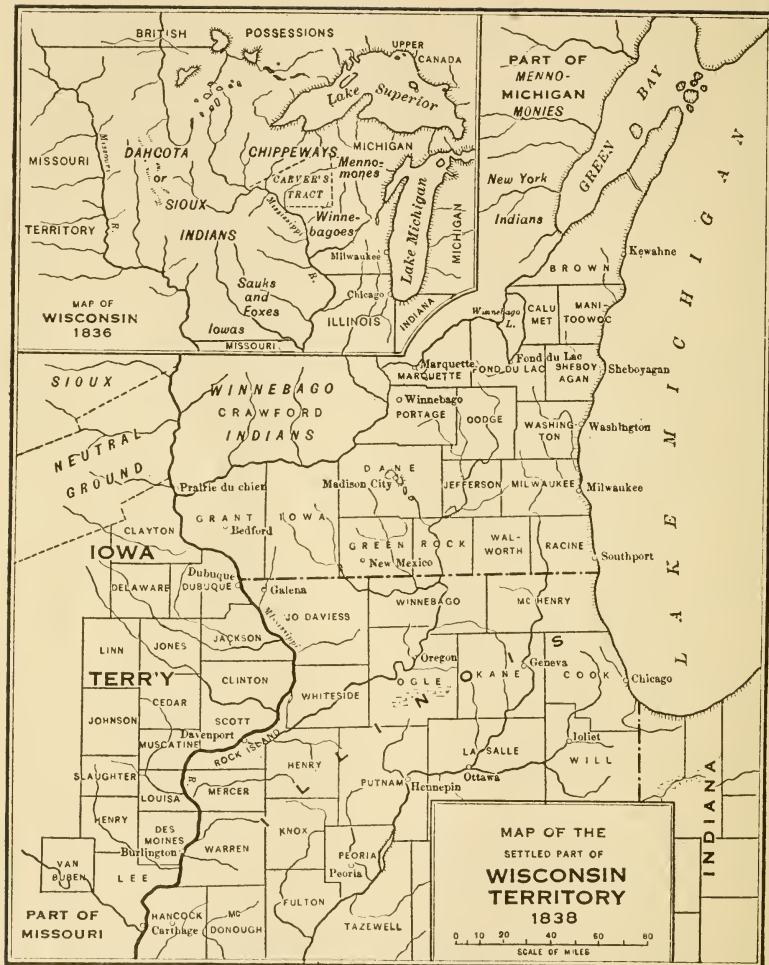 BRITISH POSSESSIONS
UPPER
CANADA
Lake Superior
MISSOURI
TERRITORY
Missouri
R.
DAHCOTA
or
SIOUX
INDIANS
CHIPPEWAYS
CARVER'S
TRACT
MICHIGAN
Menno-
mones
Winne-
bagoes
Mississippi
R.
Milwaukee
Lake Michigan
MICHIGAN
Chicago
Sauks
and
Foxes
Iowas
MISSOURI
ILLINOIS
INDIANA
MAP OF
WISCONSIN
1836
PART OF
MENNO-
MICHIGAN
MONIES
GREEN BAY
New York
Indians
LAKE MICHIGAN
Kewahne
BROWN
Winnebago
L.
CALU
MET
MANI-
TOOWOC
Marquette
MARQUETTE
Fond du Lac
FOND DU LAC
SHEBOY
AGAN
Sheboyagan
SIOUX
WINNEBAGO
CRAWFORD
INDIANS
Winnebago
PORTAGE
DODGE
WASHING-
TON
Washington
NEUTRAL
GROUND
Prairie du chien
DANE
Madison City
JEFFERSON
MILWAUKEE
Milwaukee
CLAYTON
GRANT
Bedford
IOWA
GREEN
New Mexico
ROCK
WAL-
WORTH
RACINE
Southport
IOWA
DELAWARE
Dubuque
DUBUQUE
Galena
Mississippi
JO DAVIESS
WINNEBAGO
MC HENRY
LINN
JONES
JACKSON
TERR'Y
CLINTON
WHITESIDE
Oregon
OGLE
KANE
Geneva
COOK
Chicago
ILLINOIS
JOHNSON
CEDAR
SCOTT
Davenport
MUSCATINE
ROCK ISLAND
HENRY
LA SALLE
Ottawa
Joliet
WILL
SLAUGHTER
LOUISA
R.
MERCER
PUTNAM
Hennepin
HENRY
DES
MOINES
Burlington
WARREN
KNOX
PEORIA
Peoria
VAN
BUREN
LEE
FULTON
TAZEWELL
PART OF
MISSOURI
HANCOCK
Carthage
MC
DONOUGH
INDIANA
MAP OF THE
SETTLED PART OF
WISCONSIN
TERRITORY
1838
0 20 40 60 80
SCALE OF MILES